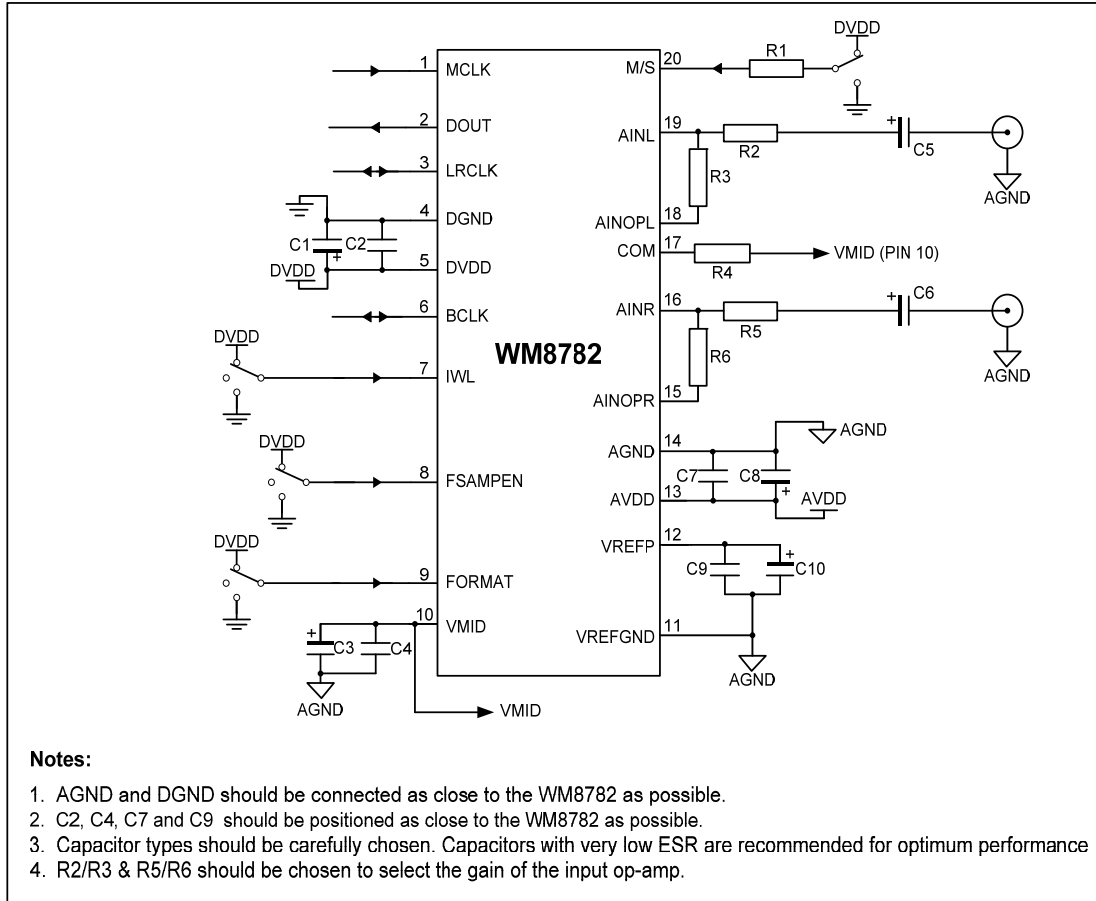 DVDD
R1
1 MCLK
M/S 20
2 DOUT
AINL 19
R2
+ C5
3 LRCLK
R3
AGND
4 DGND
AINOPL 18
C1 + C2
COM 17
R4
VMID (PIN 10)
DVDD
5 DVDD
6 BCLK
AINR 16
R5
+ C6
WM8782
R6
DVDD
7 IWL
AINOPR 15
AGND
AGND 14
AGND
DVDD
8 FSAMPEN
C7 C8 +
AVDD 13
AVDD
VREFP 12
DVDD
C9 + C10
9 FORMAT
10 VMID
VREFGND 11
+ C3 C4
AGND
AGND
VMID
Notes:
1. AGND and DGND should be connected as close to the WM8782 as possible.
2. C2, C4, C7 and C9 should be positioned as close to the WM8782 as possible.
3. Capacitor types should be carefully chosen. Capacitors with very low ESR are recommended for optimum performance
4. R2/R3 & R5/R6 should be chosen to select the gain of the input op-amp.